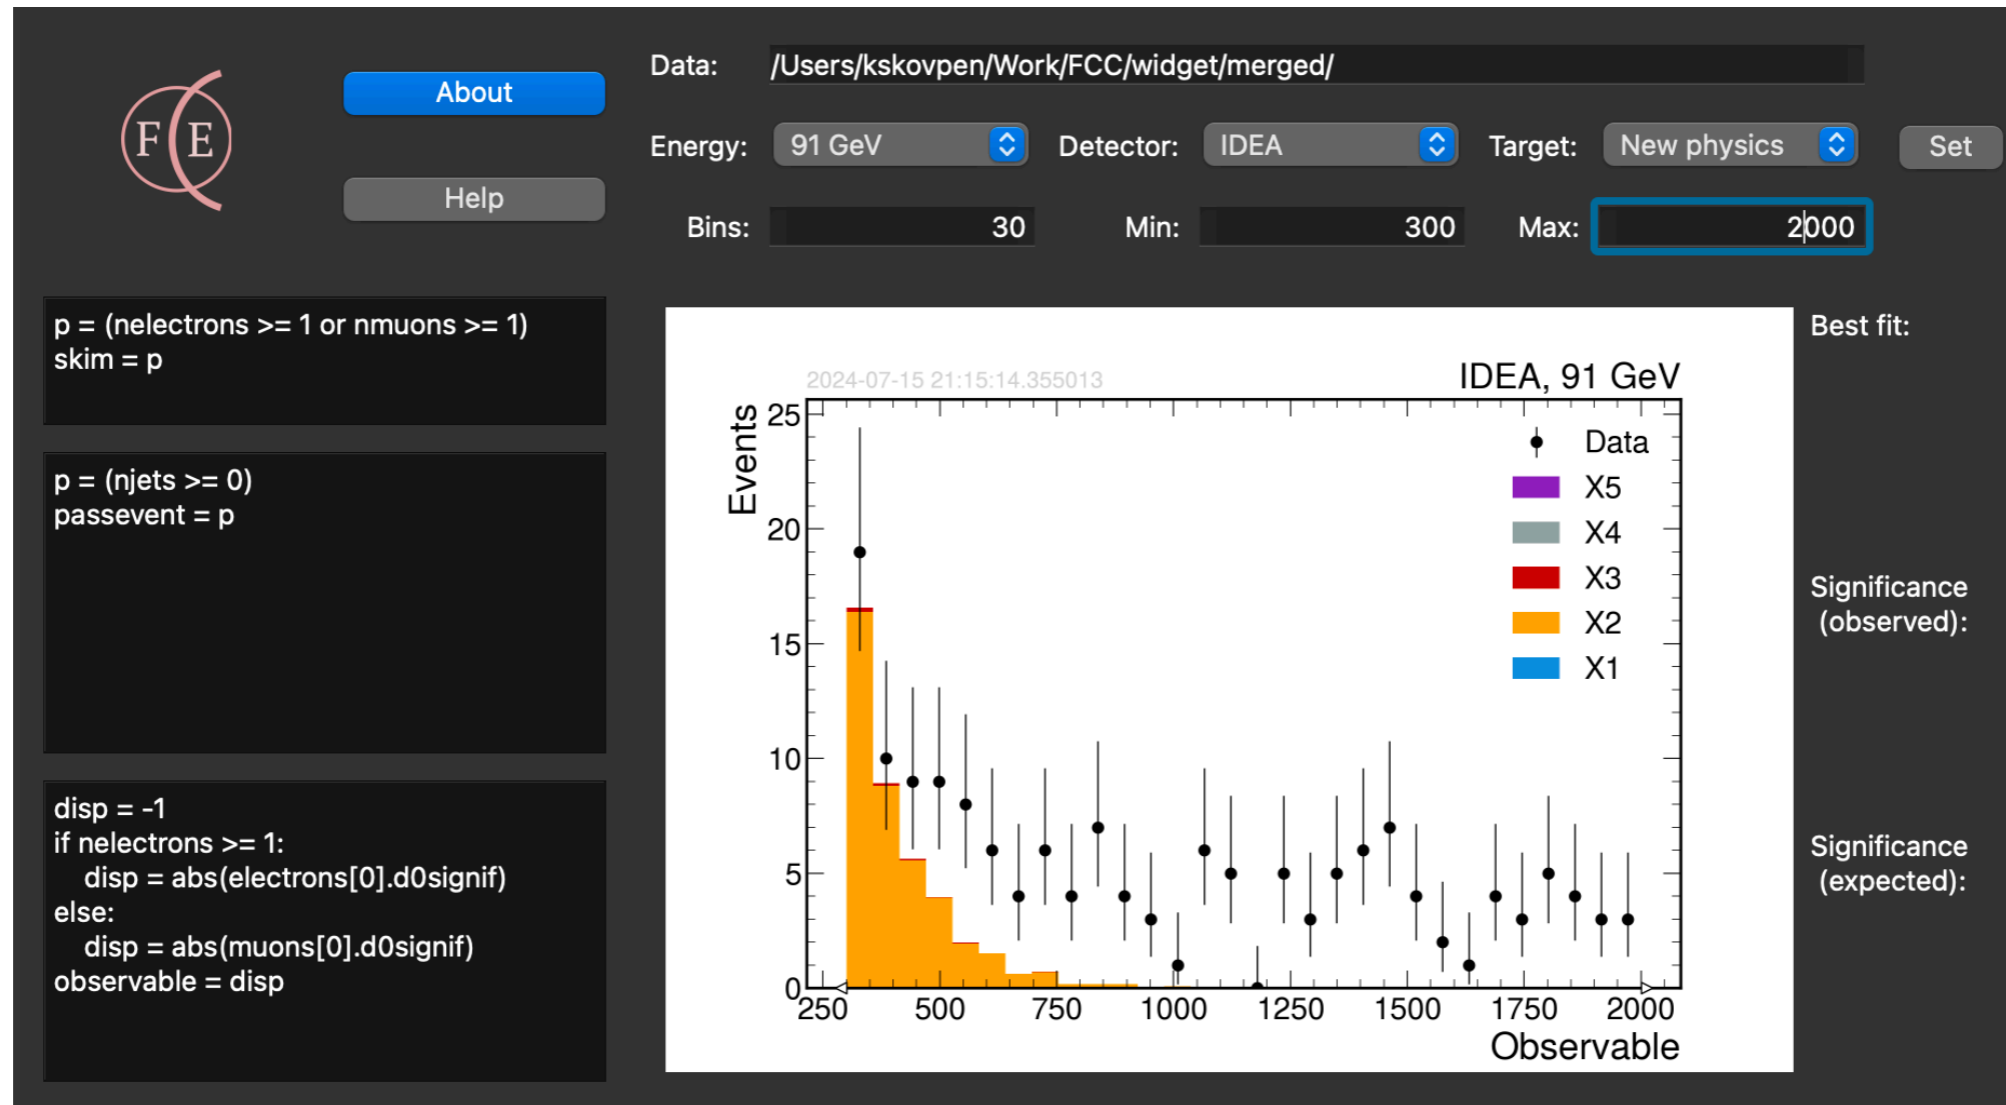 FCE
About
Help
Data: /Users/kskovpen/Work/FCC/widget/merged/
Energy: 91 GeV Detector: IDEA Target: New physics Set
Bins: 30 Min: 300 Max: 2000
p = (nelectrons >= 1 or nmuons >= 1)
skim = p
p = (njets >= 0)
passevent = p
disp = -1
if nelectrons >= 1:
disp = abs(electrons[0].d0signif)
else:
disp = abs(muons[0].d0signif)
observable = disp
2024-07-15 21:15:14.355013
IDEA, 91 GeV
Events
25
20
15
10
5
0
Data
X5
X4
X3
X2
X1
250 500 750 1000 1250 1500 1750 2000
Observable
Best fit:
Significance
(observed):
Significance
(expected):